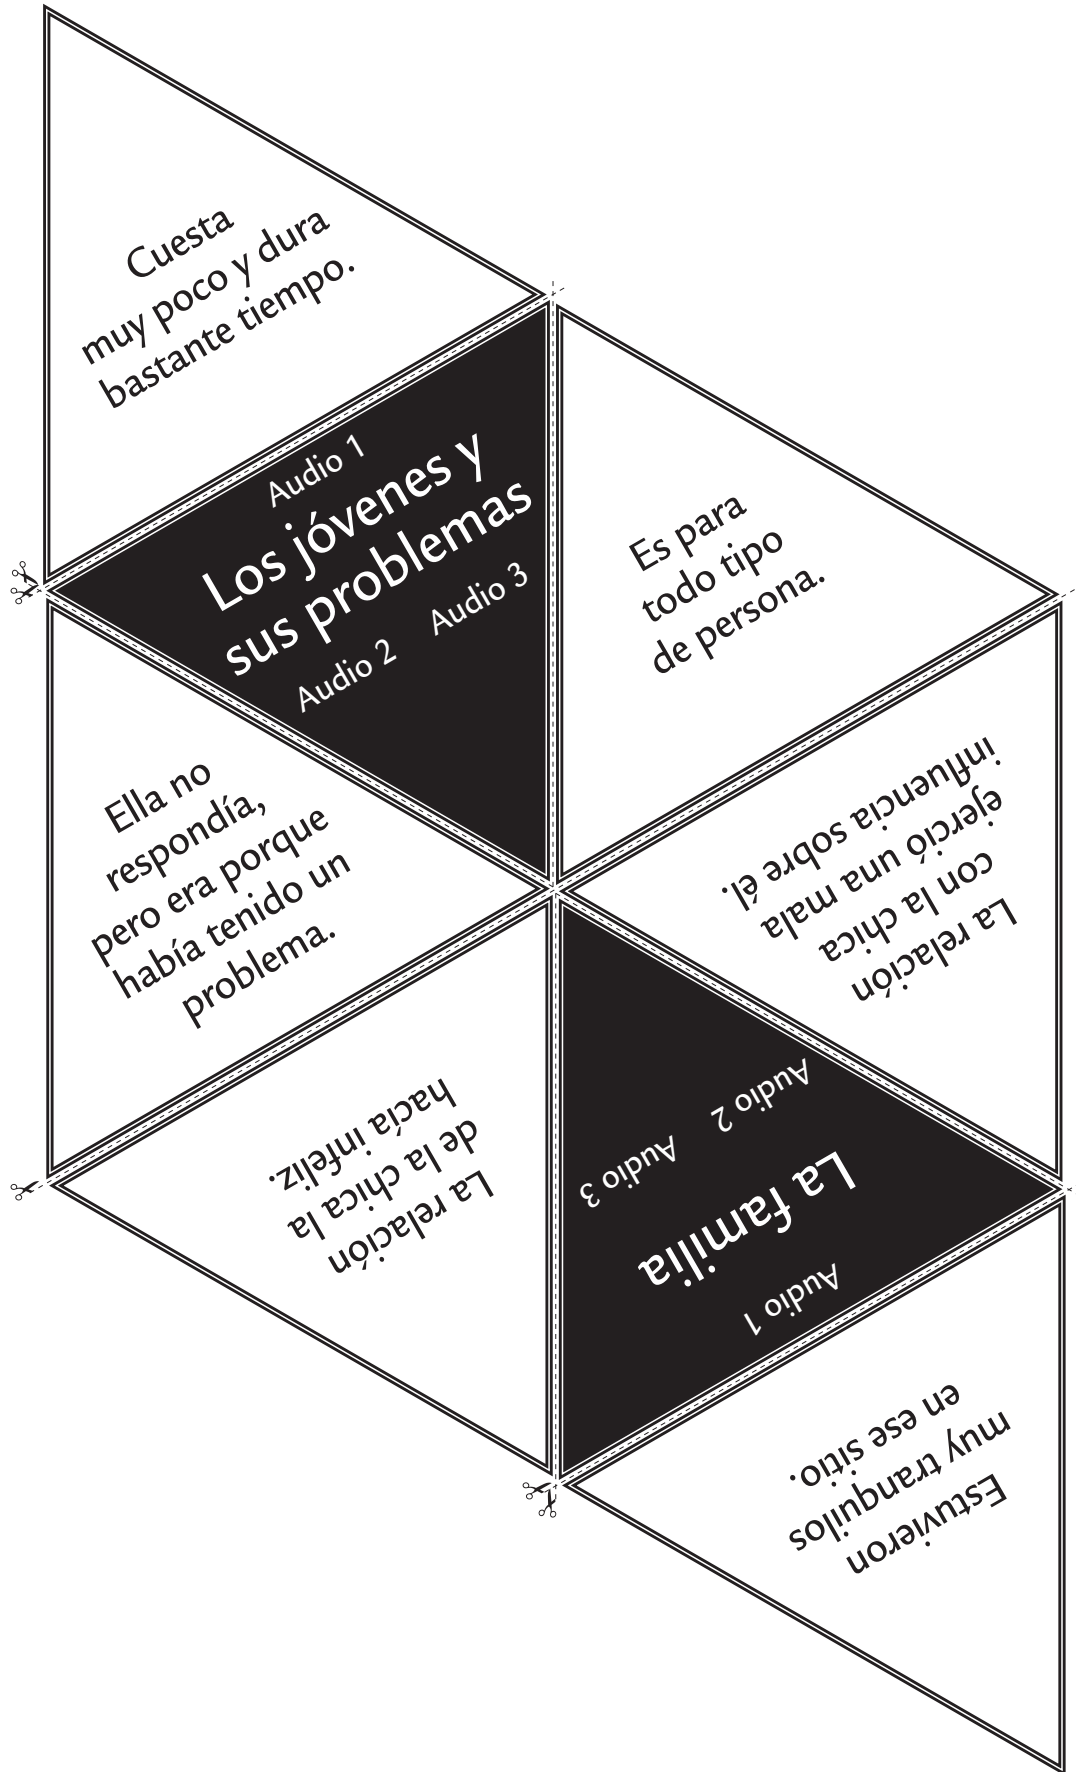 Cuesta
muy poco y dura
bastante tiempo.
Audio 1
Los jóvenes y
sus problemas
Audio 2
Audio 3
Es para
todo tipo
de persona.
Ella no
respondía,
pero era porque
había tenido un
problema.
La relación
con la chica
ejerció una mala
influencia sobre él.
La relación
de la chica la
hacía infeliz.
Audio 1
La familia
Audio 3
Audio 2
Estuvieron
muy tranquilos
en ese sitio.